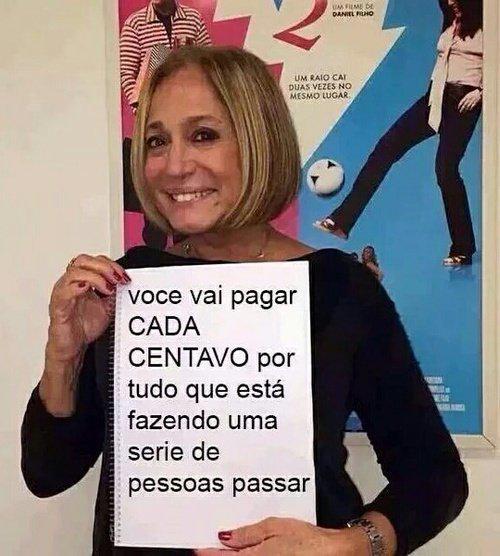 UM FILME DE
DANIEL FILHO
2
UM RAIO CAI
DUAS VEZES NO
MESMO LUGAR.
voce vai pagar
CADA
CENTAVO por
tudo que está
fazendo uma
serie de
pessoas passar